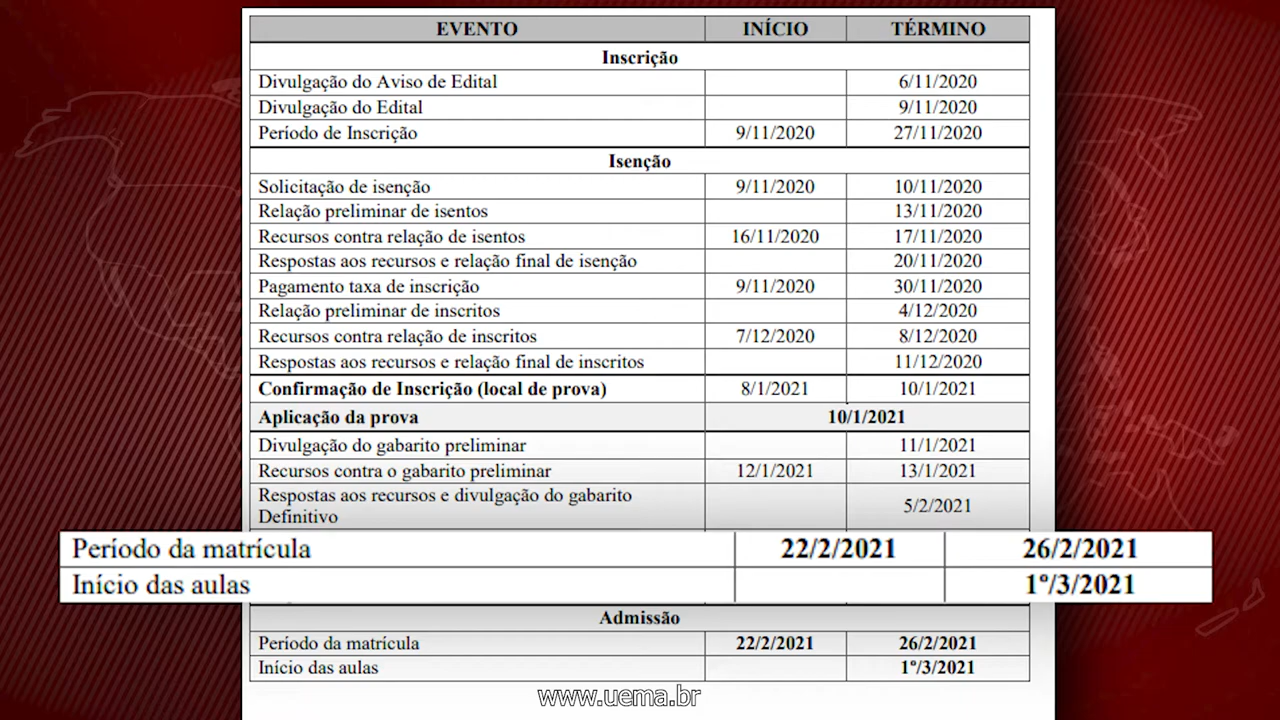 EVENTO INÍCIO TÉRMINO
Inscrição
Divulgação do Aviso de Edital 6/11/2020
Divulgação do Edital 9/11/2020
Período de Inscrição 9/11/2020 27/11/2020
Isenção
Solicitação de isenção 9/11/2020 10/11/2020
Relação preliminar de isentos 13/11/2020
Recursos contra relação de isentos 16/11/2020 17/11/2020
Respostas aos recursos e relação final de isenção 20/11/2020
Pagamento taxa de inscrição 9/11/2020 30/11/2020
Relação preliminar de inscritos 4/12/2020
Recursos contra relação de inscritos 7/12/2020 8/12/2020
Respostas aos recursos e relação final de inscritos 11/12/2020
Confirmação de Inscrição (local de prova) 8/1/2021 10/1/2021
Aplicação da prova 10/1/2021
Divulgação do gabarito preliminar 11/1/2021
Recursos contra o gabarito preliminar 12/1/2021 13/1/2021
Respostas aos recursos e divulgação do gabarito
Definitivo 5/2/2021
Período da matrícula 22/2/2021 26/2/2021
Início das aulas 1º/3/2021
Admissão
Período da matrícula 22/2/2021 26/2/2021
Início das aulas 1º/3/2021
www.uema.br